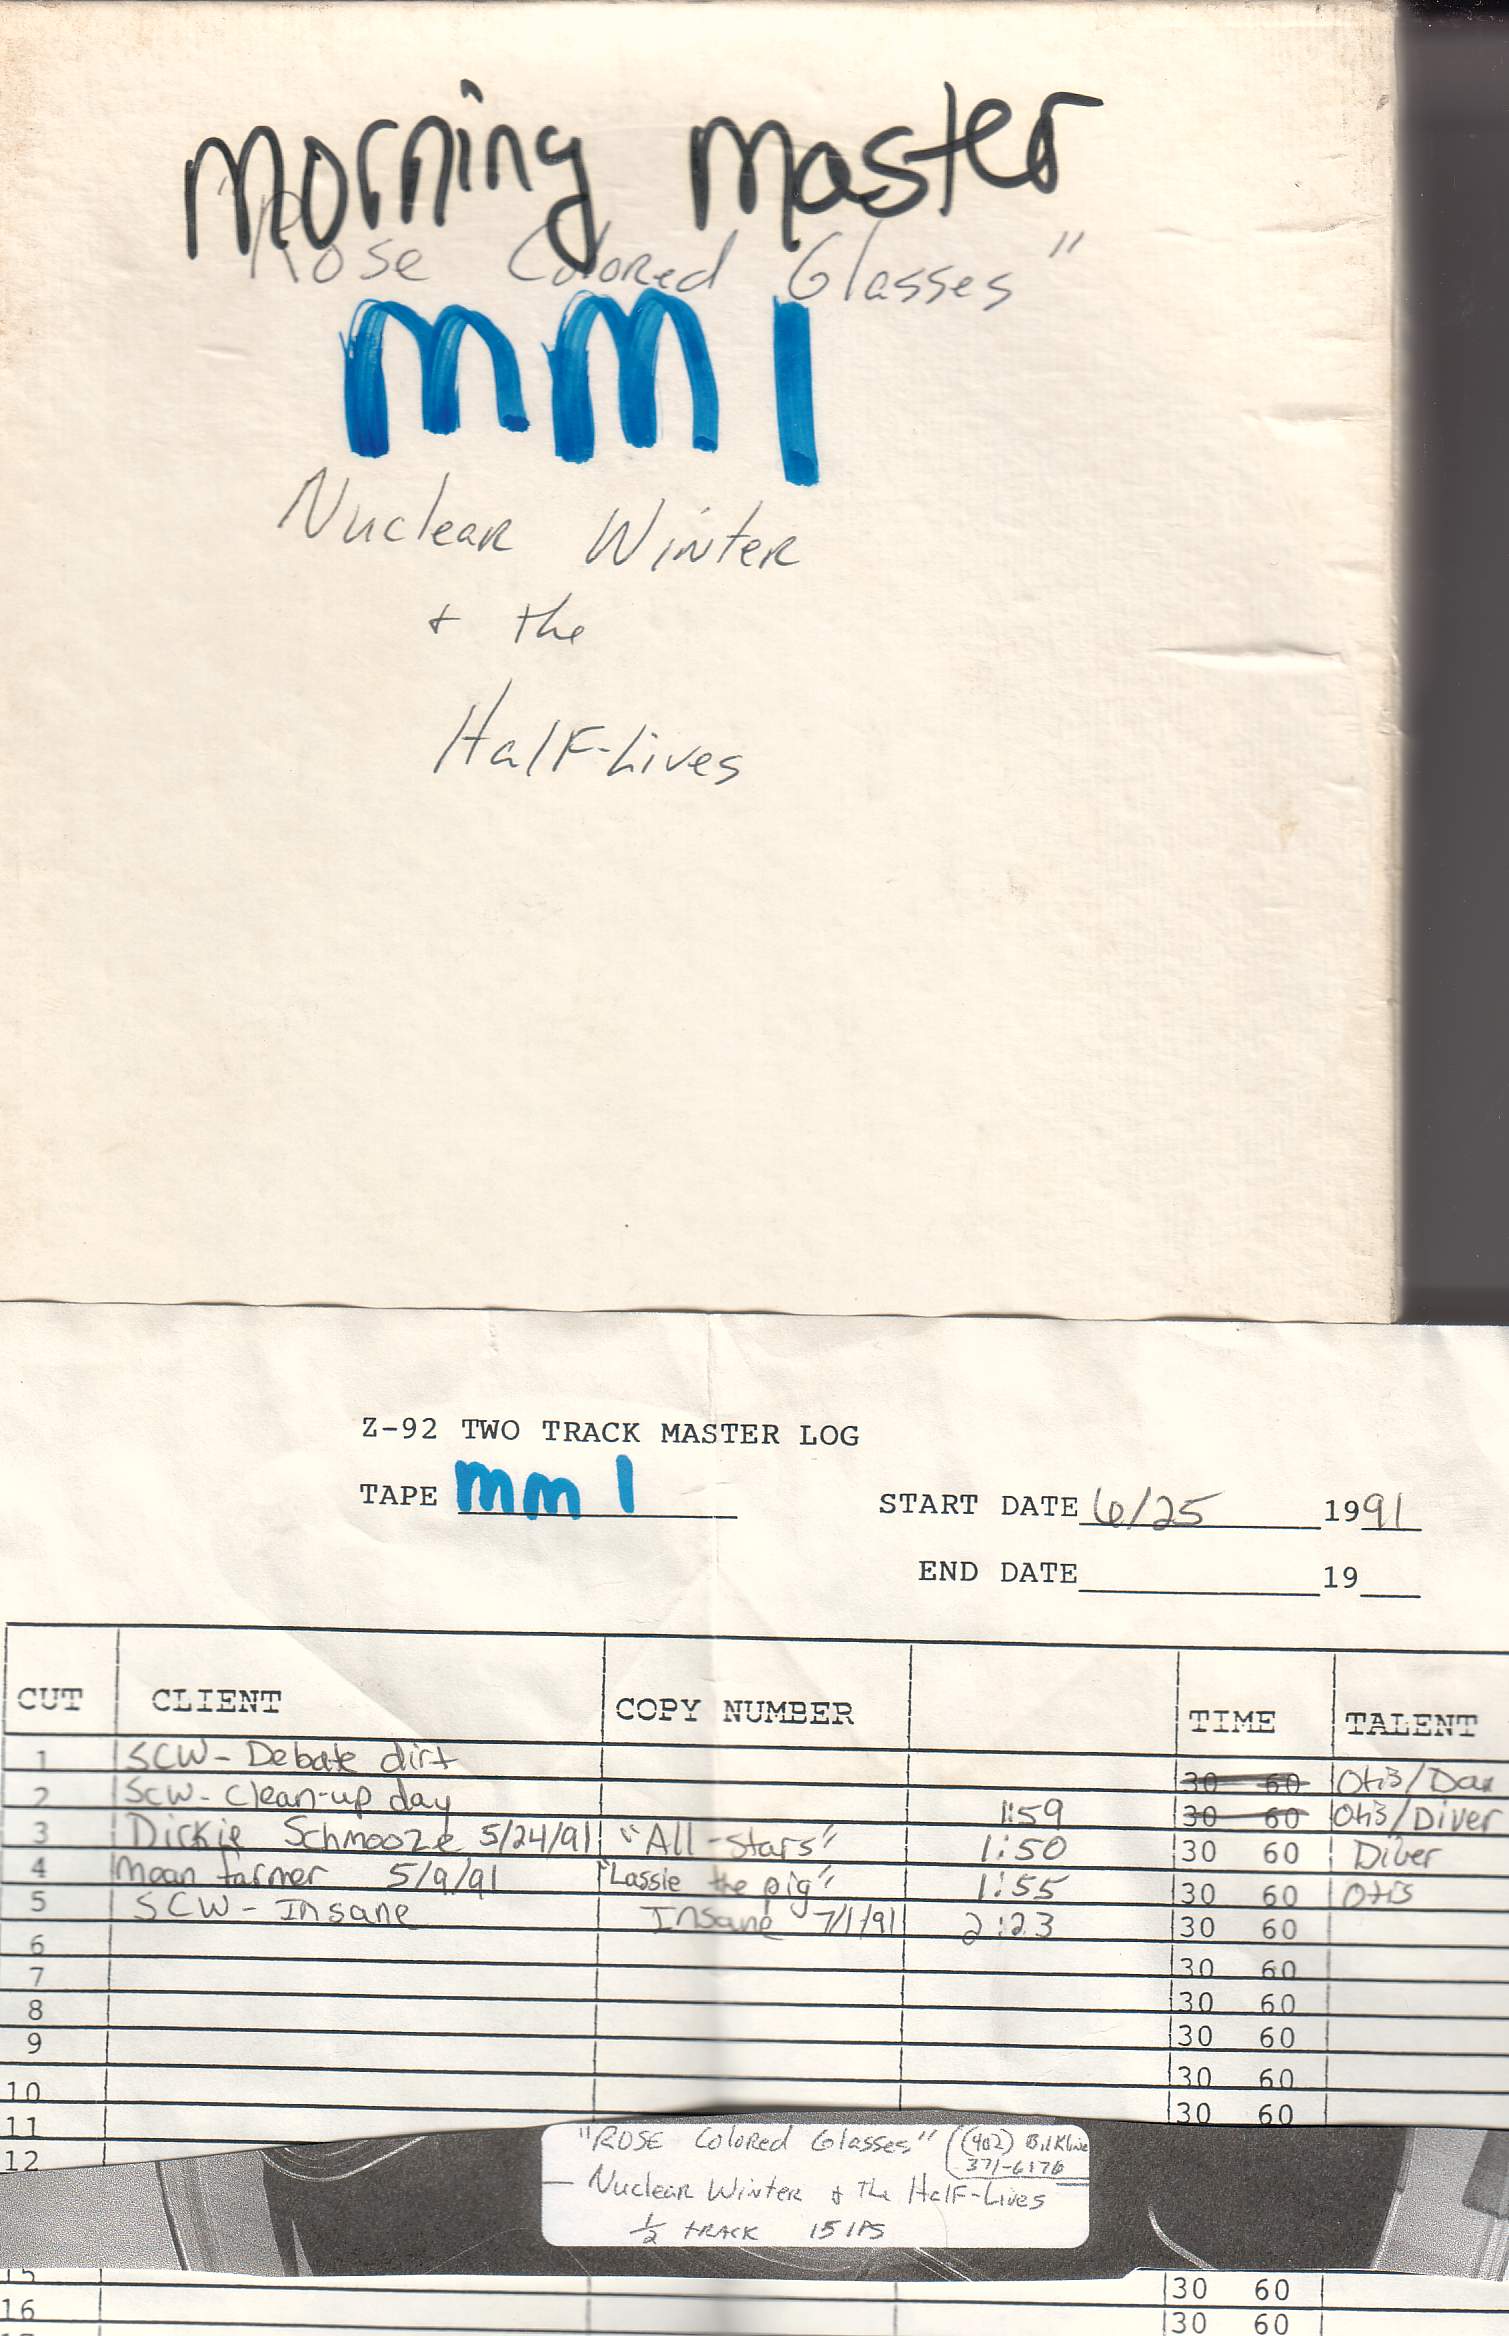 Morning Master
"Rose Colored Glasses"
MM 1
Nuclear Winter
+ the
Half-Lives
Z-92 TWO TRACK MASTER LOG
TAPE mm 1
START DATE 6/25 1991
END DATE 19
CUT CLIENT COPY NUMBER TIME TALENT
1 SCW - Debate dirt 30 60 Otis/Dav
2 SCW - Clean-up day 1:59 30 60 Otis/Diver
3 Dickie Schmooze 5/24/91 "All-Stars" 1:50 30 60 Diver
4 Mean farmer 5/9/91 "Lassie the pig" 1:55 30 60 Otis
5 SCW - Insane Insane 7/1/91 2:23 30 60
6 30 60
7 30 60
8 30 60
9 30 60
10 30 60
11
12
"Rose Colored Glasses" (402) Bill Kline
371-6176
Nuclear Winter + The Half-Lives
1/2 track 15 IPS
15 30 60
16 30 60